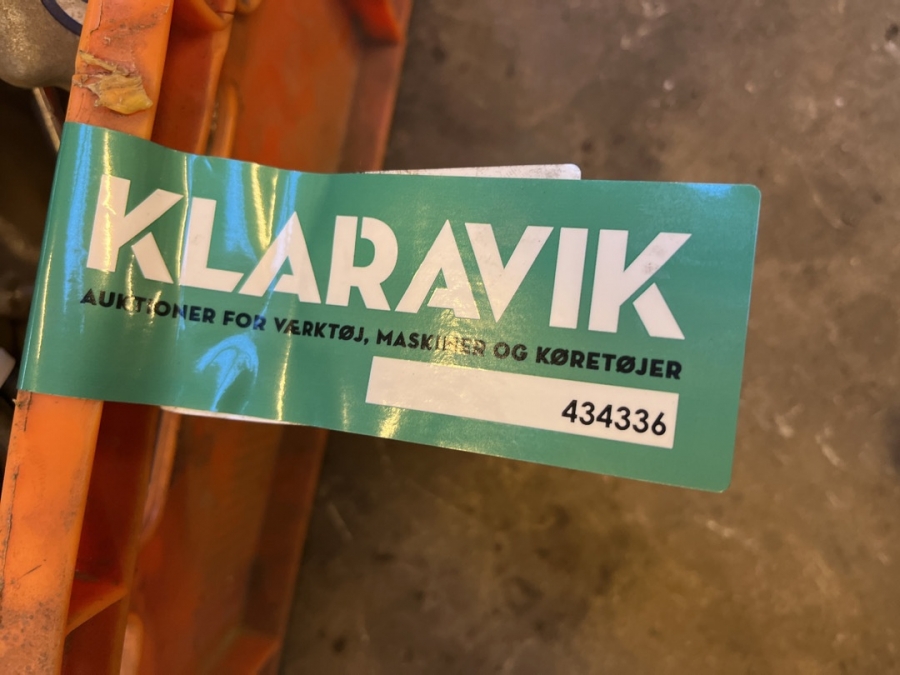 KLARAVIK
AUKTIONER FOR VÆRKTØJ, MASKINER OG KØRETØJER
434336